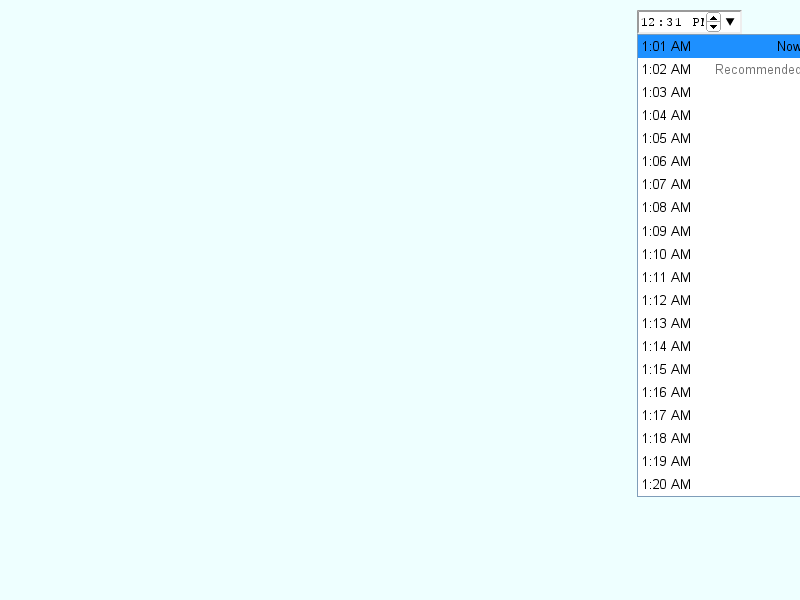 12:31 PM
1:01 AM Now
1:02 AM Recommended
1:03 AM
1:04 AM
1:05 AM
1:06 AM
1:07 AM
1:08 AM
1:09 AM
1:10 AM
1:11 AM
1:12 AM
1:13 AM
1:14 AM
1:15 AM
1:16 AM
1:17 AM
1:18 AM
1:19 AM
1:20 AM